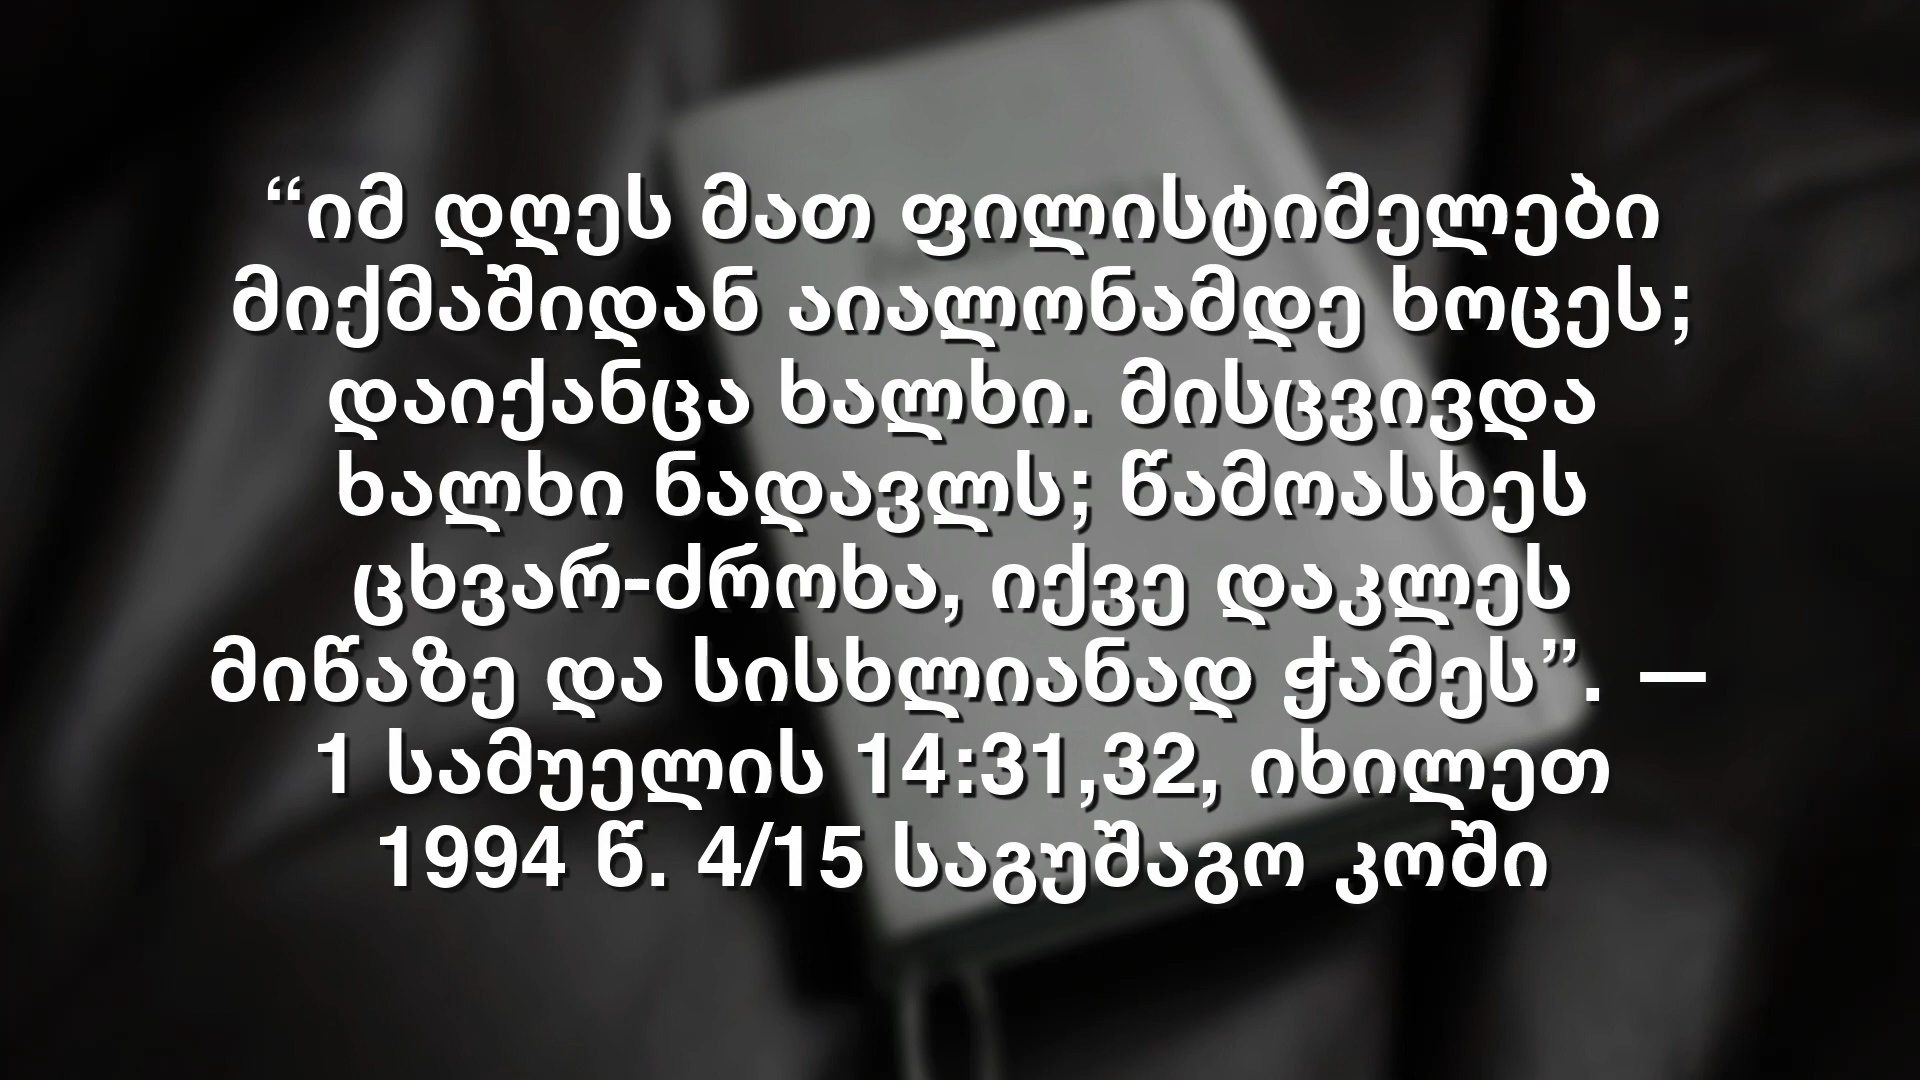 “იმ დღეს მათ ფილისტიმელები
მიქმაშიდან აიალონამდე ხოცეს;
დაიქანცა ხალხი. მისცვივდა
ხალხი ნადავლს; წამოასხეს
ცხვარ-ძროხა, იქვე დაკლეს
მიწაზე და სისხლიანად ჭამეს”. —
1 სამუელის 14:31,32, იხილეთ
1994 წ. 4/15 საგუშაგო კოში